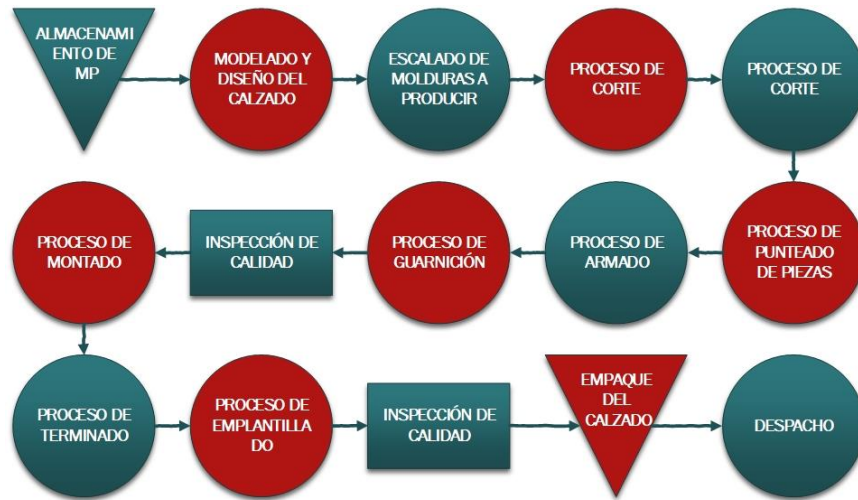 ALMACENAMI
ENTO DE
MP
MODELADO Y
DISEÑO DEL
CALZADO
ESCALADO DE
MOLDURAS A
PRODUCIR
PROCESO DE
CORTE
PROCESO DE
CORTE
PROCESO DE
MONTADO
INSPECCIÓN DE
CALIDAD
PROCESO DE
GUARNICIÓN
PROCESO DE
ARMADO
PROCESO DE
PUNTEADO
DE PIEZAS
PROCESO DE
TERMINADO
PROCESO DE
EMPLANTILLA
DO
INSPECCIÓN DE
CALIDAD
EMPAQUE
DEL
CALZADO
DESPACHO